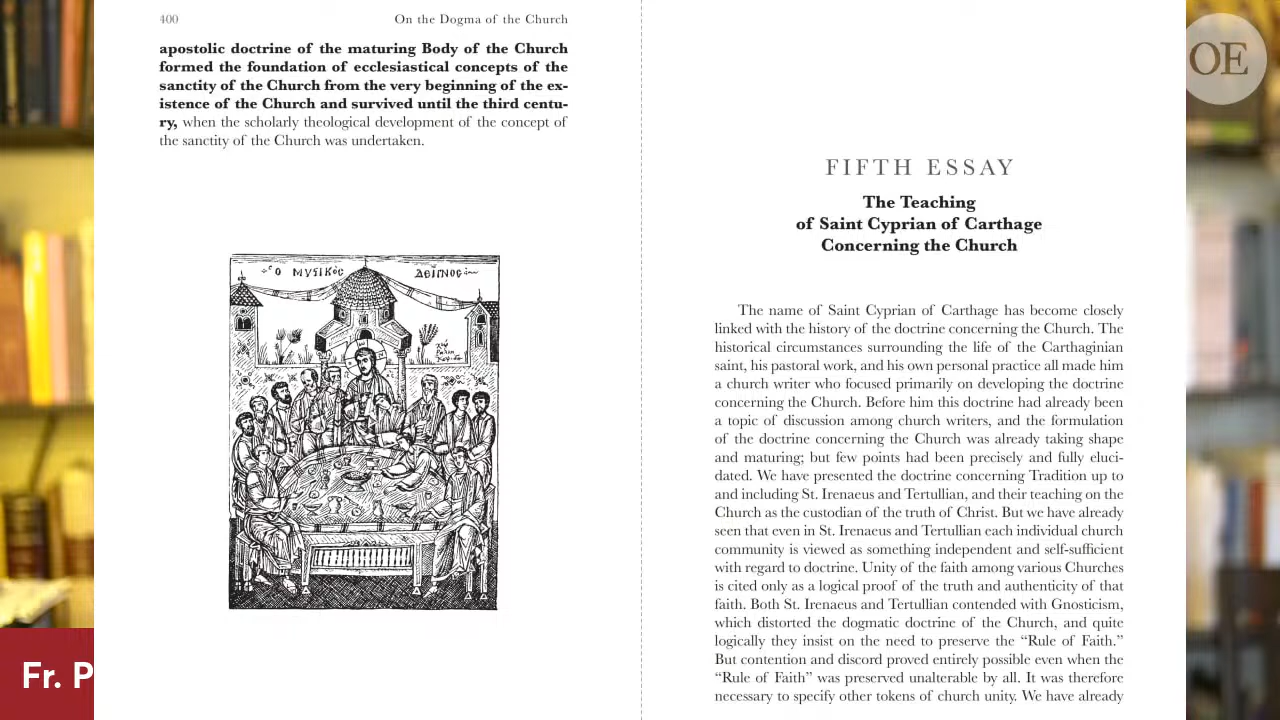 400
On the Dogma of the Church
apostolic doctrine of the maturing Body of the Church
formed the foundation of ecclesiastical concepts of the
sanctity of the Church from the very beginning of the ex-
istence of the Church and survived until the third centu-
ry, when the scholarly theological development of the concept of
the sanctity of the Church was undertaken.
Ο ΜΥΣΙΚΟϹ ΔΕΙΠΝΟϹ
FIFTH ESSAY
The Teaching
of Saint Cyprian of Carthage
Concerning the Church
The name of Saint Cyprian of Carthage has become closely
linked with the history of the doctrine concerning the Church. The
historical circumstances surrounding the life of the Carthaginian
saint, his pastoral work, and his own personal practice all made him
a church writer who focused primarily on developing the doctrine
concerning the Church. Before him this doctrine had already been
a topic of discussion among church writers, and the formulation
of the doctrine concerning the Church was already taking shape
and maturing; but few points had been precisely and fully eluci-
dated. We have presented the doctrine concerning Tradition up to
and including St. Irenaeus and Tertullian, and their teaching on the
Church as the custodian of the truth of Christ. But we have already
seen that even in St. Irenaeus and Tertullian each individual church
community is viewed as something independent and self-sufficient
with regard to doctrine. Unity of the faith among various Churches
is cited only as a logical proof of the truth and authenticity of that
faith. Both St. Irenaeus and Tertullian contended with Gnosticism,
which distorted the dogmatic doctrine of the Church, and quite
logically they insist on the need to preserve the “Rule of Faith.”
But contention and discord proved entirely possible even when the
“Rule of Faith” was preserved unalterable by all. It was therefore
necessary to specify other tokens of church unity. We have already
OE
Fr. P